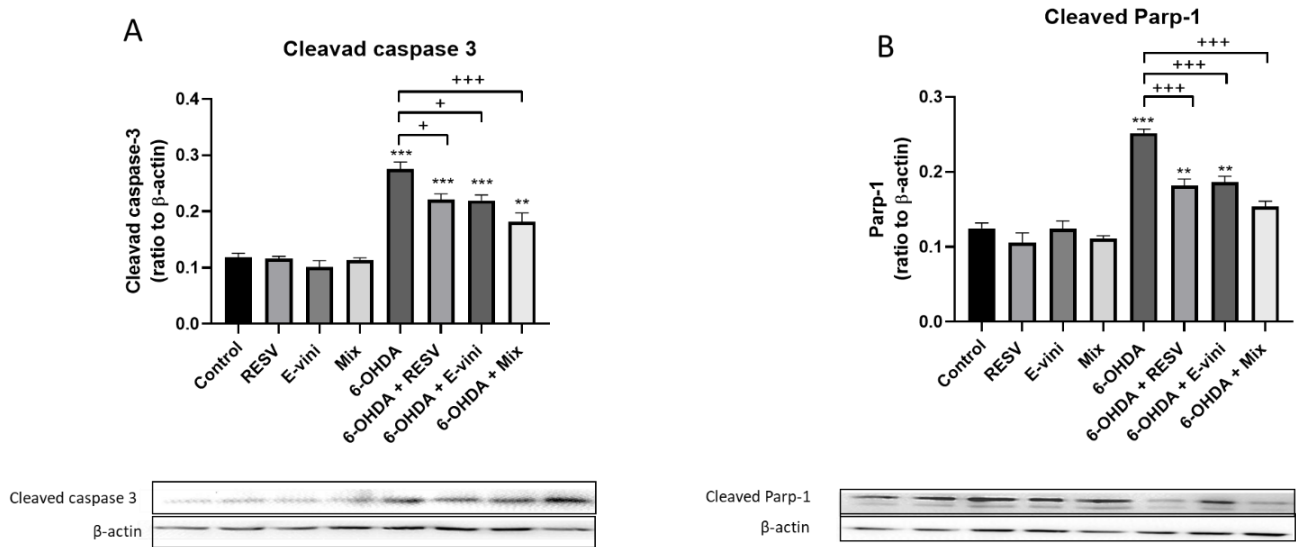 A
Cleavad caspase 3
Cleavad caspase-3
(ratio to β-actin)
0.4
0.3
0.2
0.1
0.0
+++
+
+
***
***
***
**
Control
RESV
E-vini
Mix
6-OHDA
6-OHDA + RESV
6-OHDA + E-vini
6-OHDA + Mix
Cleaved caspase 3
β-actin
B
Cleaved Parp-1
Parp-1
(ratio to β-actin)
0.3
0.2
0.1
0.0
+++
+++
+++
***
**
**
Control
RESV
E-vini
Mix
6-OHDA
6-OHDA + RESV
6-OHDA + E-vini
6-OHDA + Mix
Cleaved Parp-1
β-actin